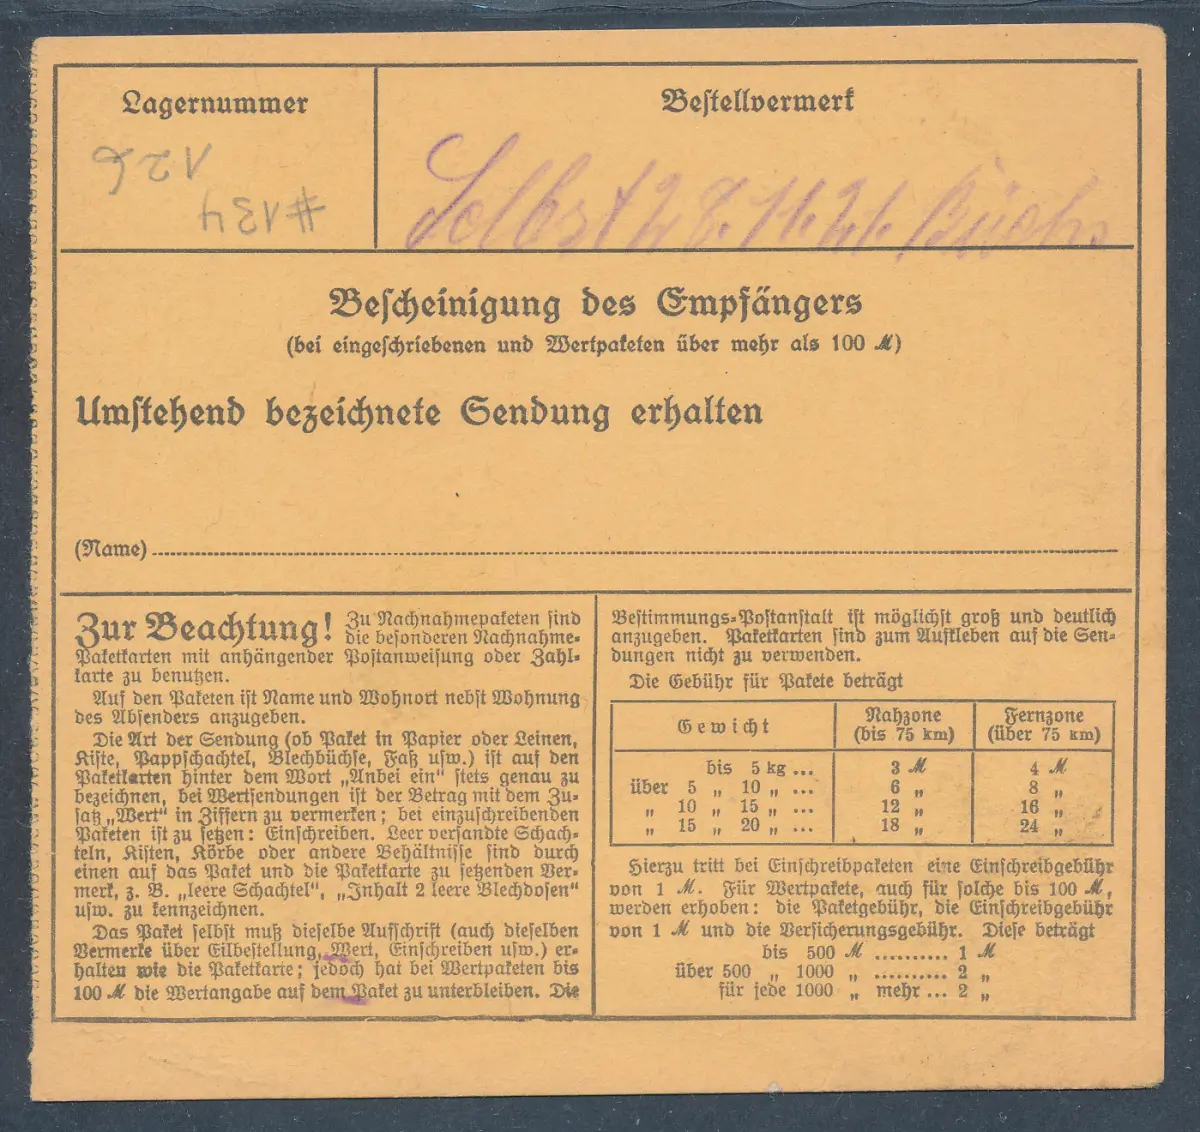 Lagernummer
Bestellvermerk
126
#134
Selbst
Bescheinigung des Empfängers
(bei eingeschriebenen und Wertpaketen über mehr als 100 ℳ)
Umstehend bezeichnete Sendung erhalten
(Name)
Zur Beachtung! Zu Nachnahmepaketen sind
die besonderen Nachnahme-
Paketkarten mit anhängender Postanweisung oder Zahl-
karte zu benutzen.
Auf den Paketen ist Name und Wohnort nebst Wohnung
des Absenders anzugeben.
Die Art der Sendung (ob Paket in Papier oder Leinen,
Kiste, Pappschachtel, Blechbüchse, Faß usw.) ist auf den
Paketkarten hinter dem Wort „Anbei ein" stets genau zu
bezeichnen, bei Wertsendungen ist der Betrag mit dem Zu-
satz „Wert" in Ziffern zu vermerken; bei einzuschreibenden
Paketen ist zu setzen: Einschreiben. Leer versandte Schach-
teln, Kisten, Körbe oder andere Behältnisse sind durch
einen auf das Paket und die Paketkarte zu setzenden Ver-
merk, z. B. „leere Schachtel", „Inhalt 2 leere Blechdosen"
usw. zu kennzeichnen.
Das Paket selbst muß dieselbe Aufschrift (auch dieselben
Vermerke über Eilbestellung, Wert, Einschreiben usw.) er-
halten wie die Paketkarte; jedoch hat bei Wertpaketen bis
100 ℳ die Wertangabe auf dem Paket zu unterbleiben. Die
Bestimmungs-Postanstalt ist möglichst groß und deutlich
anzugeben. Paketkarten sind zum Aufkleben auf die Sen-
dungen nicht zu verwenden.
Die Gebühr für Pakete beträgt
Gewicht Nahzone (bis 75 km) Fernzone (über 75 km)
bis 5 kg ... 3 ℳ 4 ℳ
über 5 „ 10 „ ... 6 „ 8 „
„ 10 „ 15 „ ... 12 „ 16 „
„ 15 „ 20 „ ... 18 „ 24 „
Hierzu tritt bei Einschreibpaketen eine Einschreibgebühr
von 1 ℳ. Für Wertpakete, auch für solche bis 100 ℳ,
werden erhoben: die Paketgebühr, die Einschreibgebühr
von 1 ℳ und die Versicherungsgebühr. Diese beträgt
bis 500 ℳ .......... 1 ℳ
über 500 „ 1000 „ .......... 2 „
für jede 1000 „ mehr ... 2 „